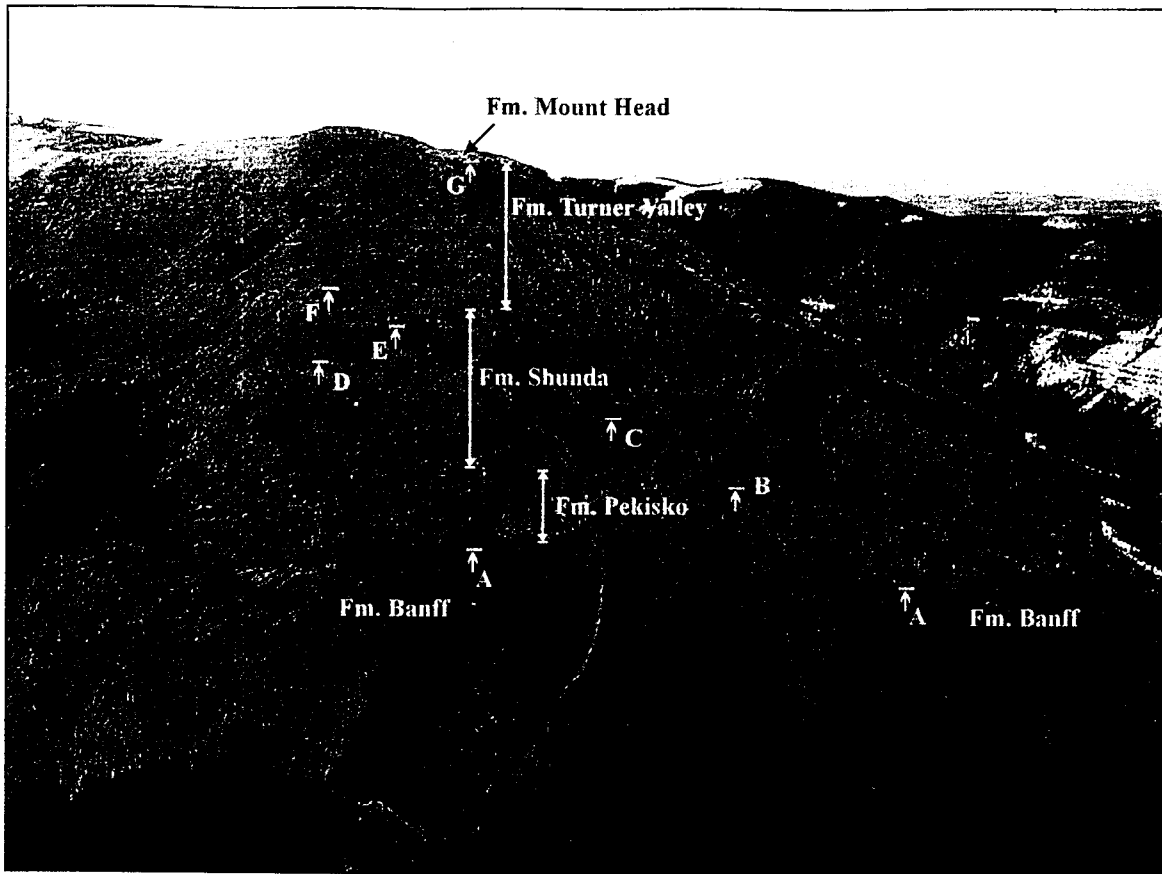 Fm. Mount Head
G
Fm. Turner Valley
F
E
D
Fm. Shunda
C
B
Fm. Pekisko
A
Fm. Banff
A
Fm. Banff